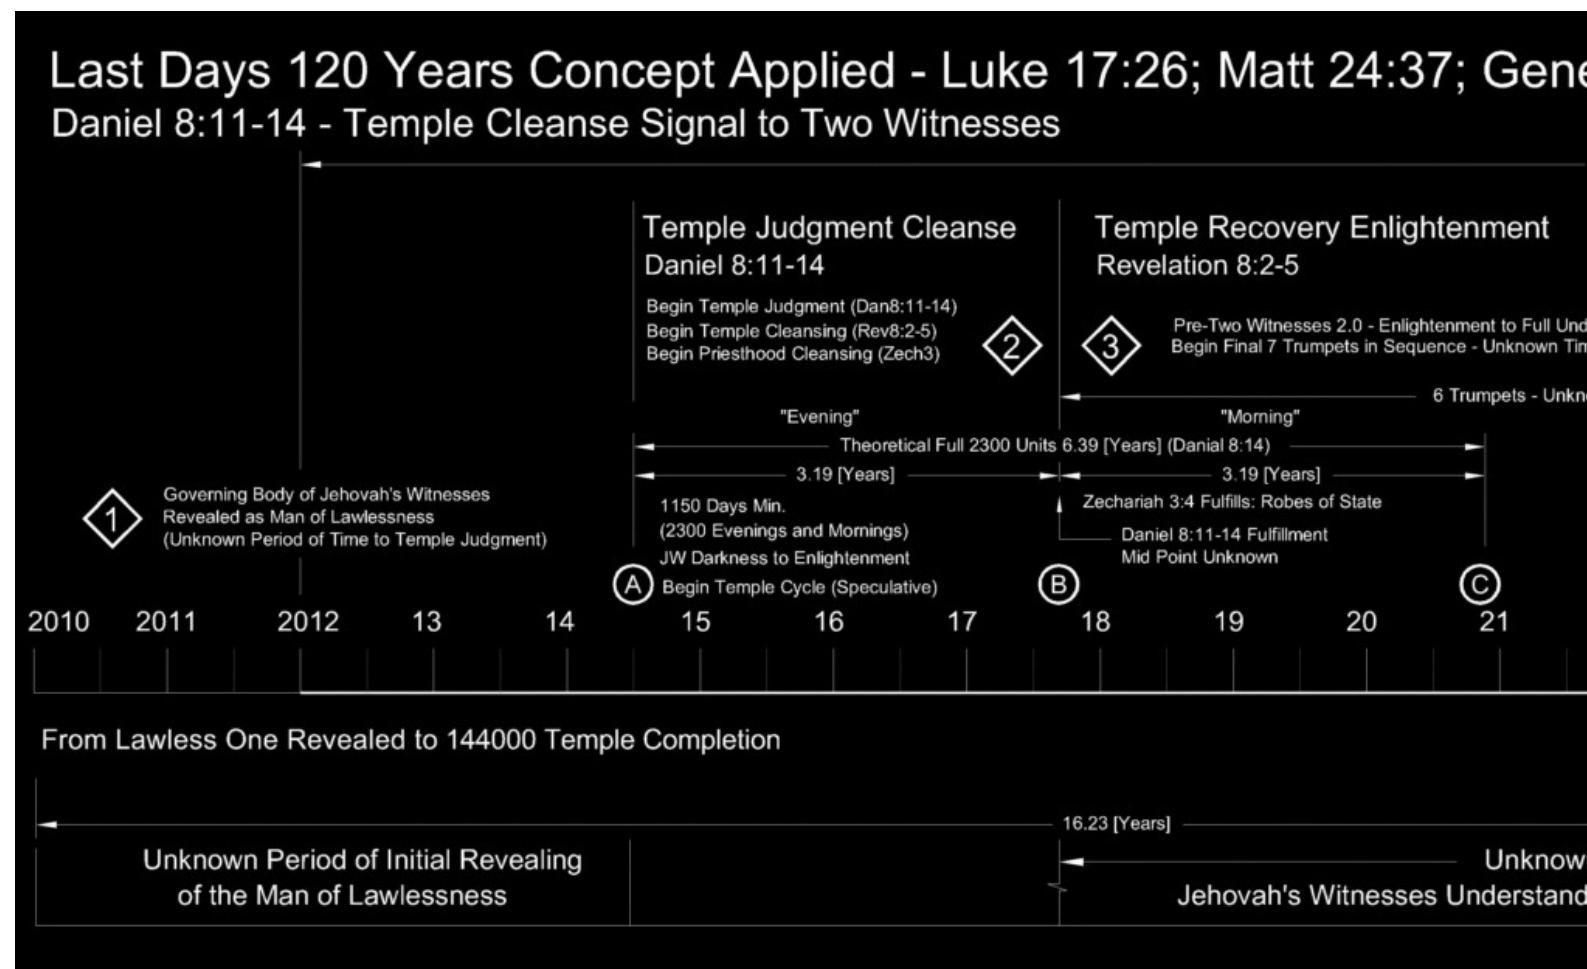 Last Days 120 Years Concept Applied - Luke 17:26; Matt 24:37; Gene
Daniel 8:11-14 - Temple Cleanse Signal to Two Witnesses
Temple Judgment Cleanse
Daniel 8:11-14
Begin Temple Judgment (Dan8:11-14)
Begin Temple Cleansing (Rev8:2-5)
Begin Priesthood Cleansing (Zech3)
2
Temple Recovery Enlightenment
Revelation 8:2-5
3
Pre-Two Witnesses 2.0 - Enlightenment to Full Und
Begin Final 7 Trumpets in Sequence - Unknown Tim
6 Trumpets - Unkn
"Evening"
"Morning"
Theoretical Full 2300 Units 6.39 [Years] (Danial 8:14)
3.19 [Years]
3.19 [Years]
1
Governing Body of Jehovah's Witnesses
Revealed as Man of Lawlessness
(Unknown Period of Time to Temple Judgment)
1150 Days Min.
(2300 Evenings and Mornings)
JW Darkness to Enlightenment
Begin Temple Cycle (Speculative)
Zechariah 3:4 Fulfills: Robes of State
Daniel 8:11-14 Fulfillment
Mid Point Unknown
A
B
C
2010 2011 2012 13 14 15 16 17 18 19 20 21
From Lawless One Revealed to 144000 Temple Completion
16.23 [Years]
Unknown Period of Initial Revealing
of the Man of Lawlessness
Unknow
Jehovah's Witnesses Understand